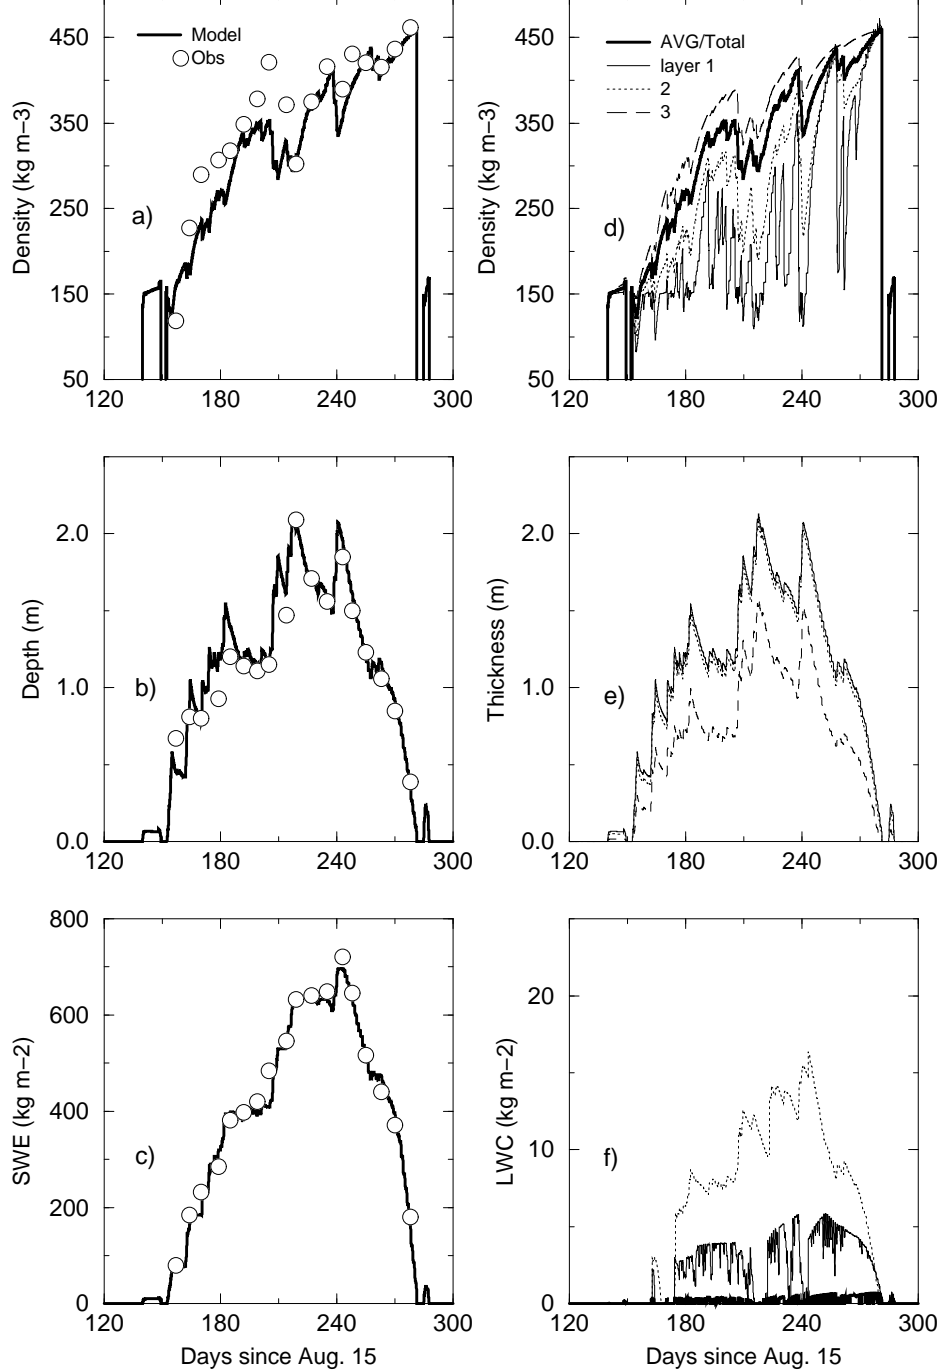 Model
Obs
450
350
250
150
50
Density (kg m−3)
a)
120
180
240
300
AVG/Total
layer 1
2
3
450
350
250
150
50
Density (kg m−3)
d)
120
180
240
300
2.0
1.0
0.0
Depth (m)
b)
120
180
240
300
2.0
1.0
0.0
Thickness (m)
e)
120
180
240
300
800
600
400
200
0
SWE (kg m−2)
c)
120
180
240
300
Days since Aug. 15
20
10
0
LWC (kg m−2)
f)
120
180
240
300
Days since Aug. 15